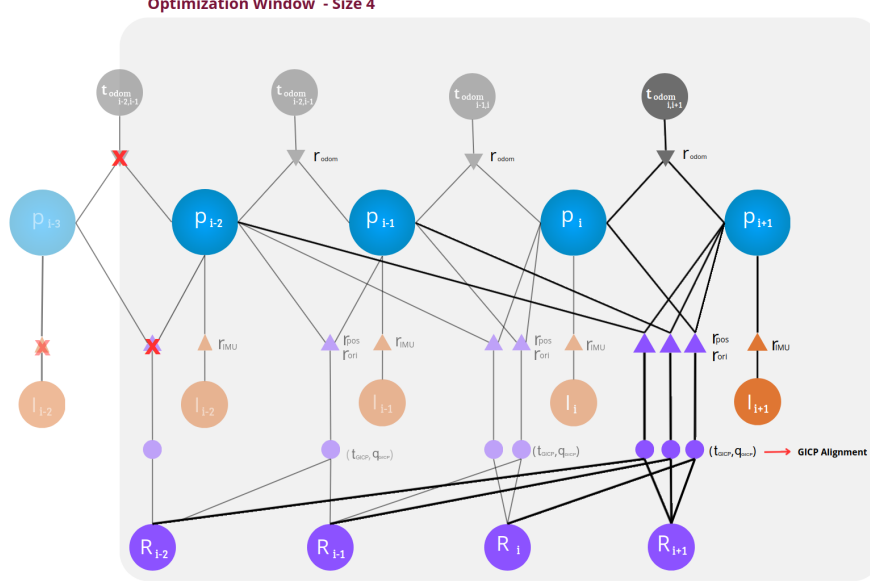 Optimization Window - Size 4
t odom i-2,i-1
t odom i-2,i-1
t odom i-1,i
t odom i,i+1
X
r odom
r odom
r odom
p i-3
p i-2
p i-1
p i
p i+1
X
X
r IMU
r pos
r ori
r IMU
r pos
r ori
r IMU
r pos
r ori
r IMU
I i-2
I i-2
I i-1
I i
I i+1
(t GICP, q GICP)
(t GICP, q GICP)
(t GICP, q GICP)
GICP Alignment
R i-2
R i-1
R i
R i+1